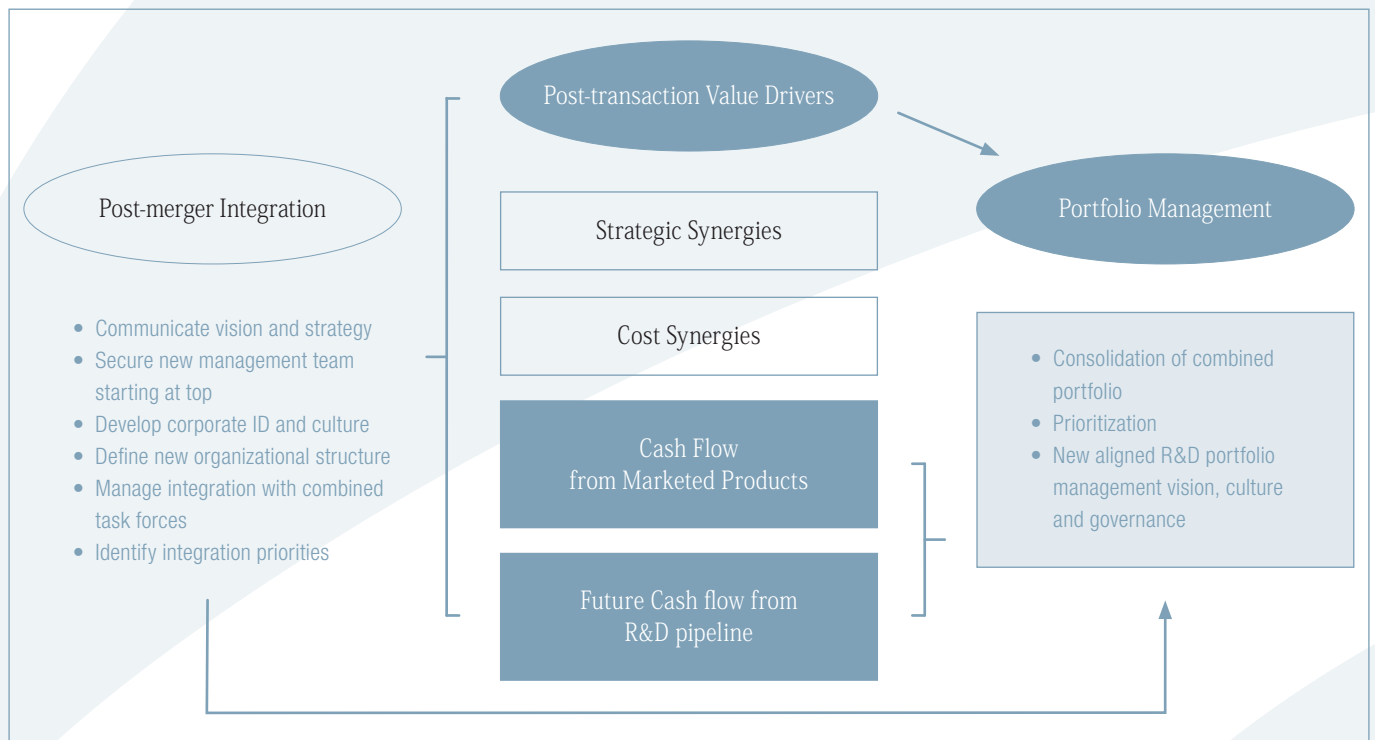 Post-merger Integration
• Communicate vision and strategy
• Secure new management team
starting at top
• Develop corporate ID and culture
• Define new organizational structure
• Manage integration with combined
task forces
• Identify integration priorities
Post-transaction Value Drivers
Strategic Synergies
Cost Synergies
Cash Flow
from Marketed Products
Future Cash flow from
R&D pipeline
Portfolio Management
• Consolidation of combined
portfolio
• Prioritization
• New aligned R&D portfolio
management vision, culture
and governance